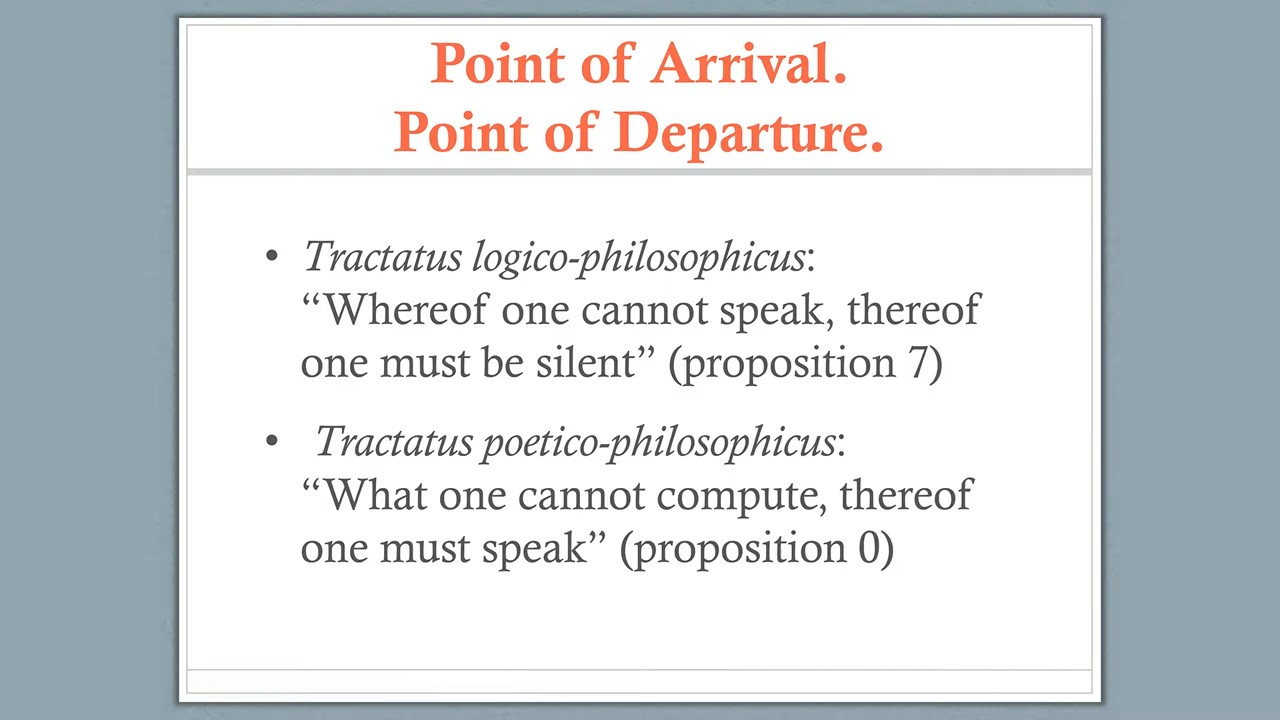 Point of Arrival.
Point of Departure.
• Tractatus logico-philosophicus:
“Whereof one cannot speak, thereof
one must be silent” (proposition 7)
• Tractatus poetico-philosophicus:
“What one cannot compute, thereof
one must speak” (proposition 0)